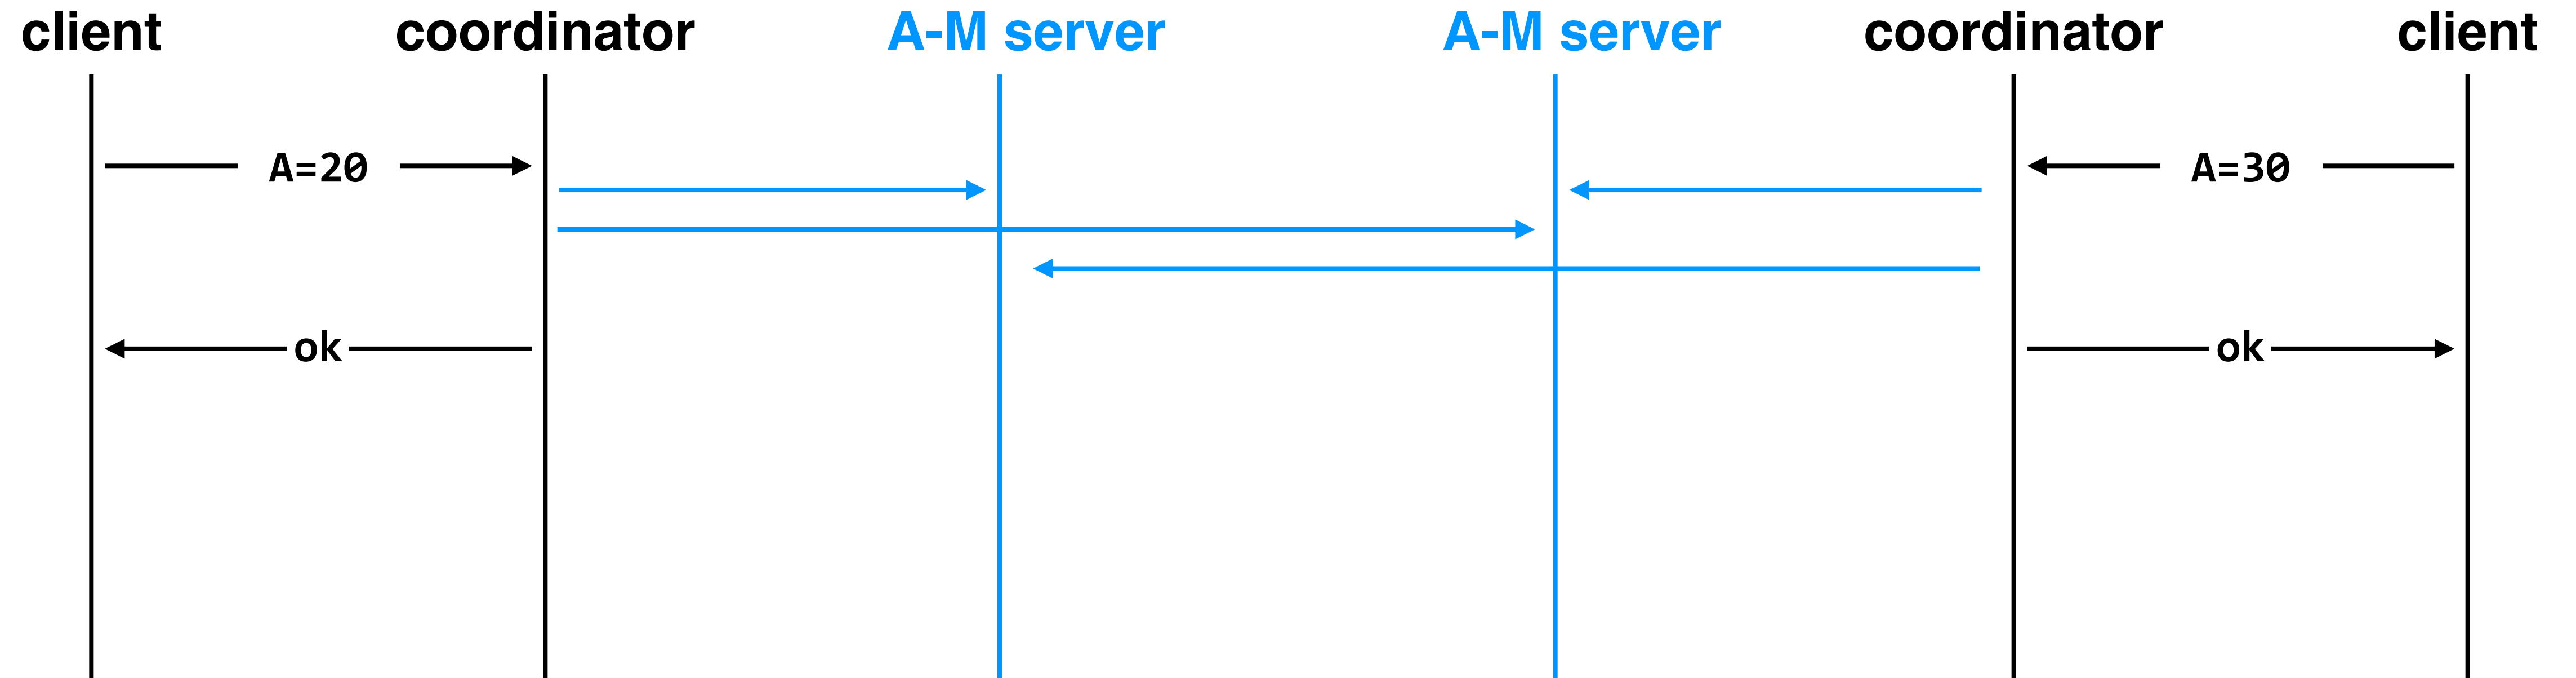 client coordinator A-M server A-M server coordinator client
A=20 A=30
ok ok